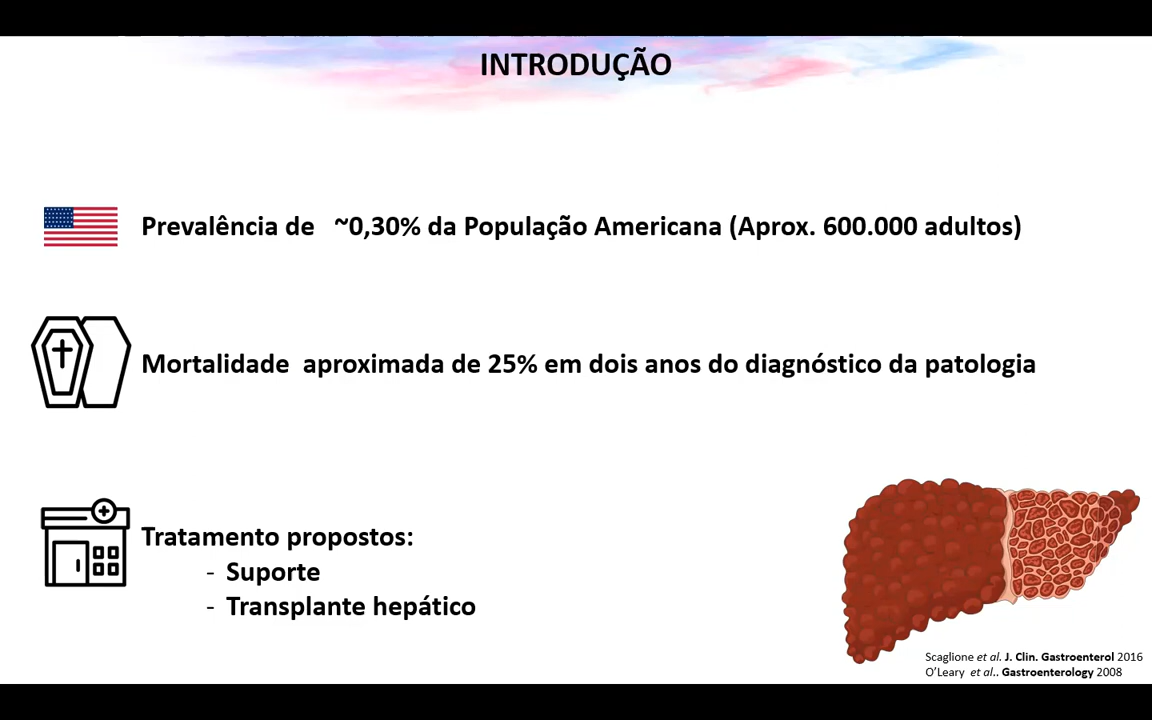 INTRODUÇÃO
Prevalência de ~0,30% da População Americana (Aprox. 600.000 adultos)
Mortalidade aproximada de 25% em dois anos do diagnóstico da patologia
Tratamento propostos:
- Suporte
- Transplante hepático
Scaglione et al. J. Clin. Gastroenterol 2016
O’Leary et al.. Gastroenterology 2008